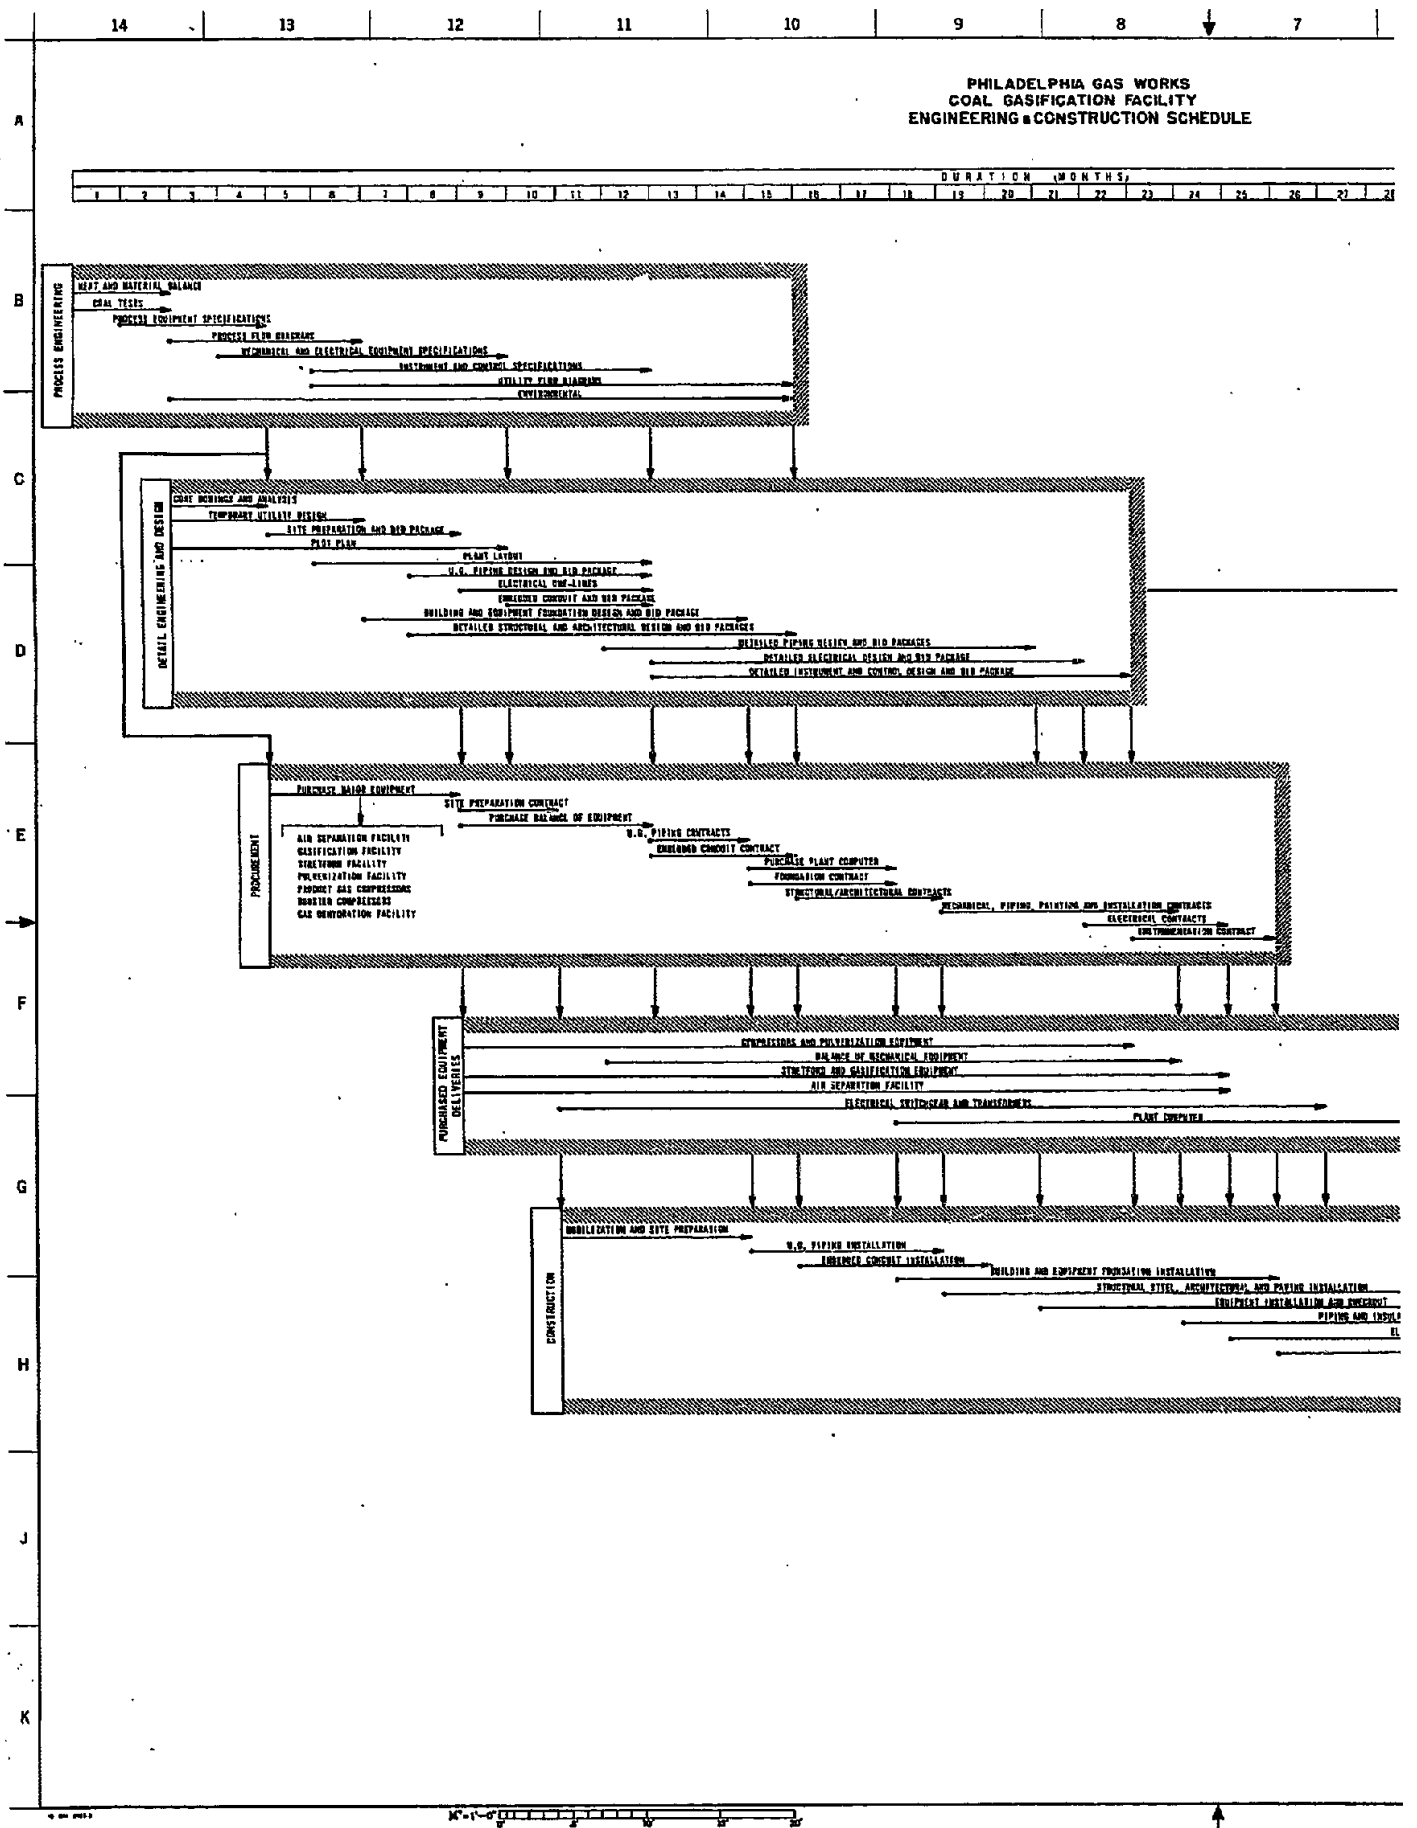 14 13 12 11 10 9 8 7
PHILADELPHIA GAS WORKS
COAL GASIFICATION FACILITY
ENGINEERING & CONSTRUCTION SCHEDULE
A
DURATION (MONTHS)
1 2 3 4 5 6 7 8 9 10 11 12 13 14 15 16 17 18 19 20 21 22 23 24 25 26 27 28
B
PROCESS ENGINEERING
HEAT AND MATERIAL BALANCE
COAL TESTS
PROCESS EQUIPMENT SPECIFICATIONS
PROCESS FLOW DIAGRAMS
MECHANICAL AND ELECTRICAL EQUIPMENT SPECIFICATIONS
INSTRUMENT AND CONTROL SPECIFICATIONS
UTILITY FLOW DIAGRAMS
ENVIRONMENTAL
C
DETAIL ENGINEERING AND DESIGN
CORE BORINGS AND ANALYSIS
TEMPORARY UTILITY DESIGN
SITE PREPARATION AND BID PACKAGE
PLOT PLAN
PLANT LAYOUT
U.G. PIPING DESIGN AND BID PACKAGE
ELECTRICAL ONE-LINES
EMBEDDED CONDUIT AND BID PACKAGE
BUILDING AND EQUIPMENT FOUNDATION DESIGN AND BID PACKAGE
DETAILED STRUCTURAL AND ARCHITECTURAL DESIGN AND BID PACKAGES
D
DETAILED PIPING DESIGN AND BID PACKAGES
DETAILED ELECTRICAL DESIGN AND BID PACKAGE
DETAILED INSTRUMENT AND CONTROL DESIGN AND BID PACKAGE
E
PROCUREMENT
PURCHASE MAJOR EQUIPMENT
SITE PREPARATION CONTRACT
PURCHASE BALANCE OF EQUIPMENT
AIR SEPARATION FACILITY
GASIFICATION FACILITY
STRETFORD FACILITY
PULVERIZATION FACILITY
PRODUCT GAS COMPRESSORS
BOOSTER COMPRESSORS
GAS DEHYDRATION FACILITY
U.G. PIPING CONTRACTS
EMBEDDED CONDUIT CONTRACT
PURCHASE PLANT COMPUTER
FOUNDATION CONTRACT
STRUCTURAL/ARCHITECTURAL CONTRACTS
MECHANICAL, PIPING, PAINTING AND INSTALLATION CONTRACTS
ELECTRICAL CONTRACTS
INSTRUMENTATION CONTRACT
F
PURCHASED EQUIPMENT
DELIVERIES
COMPRESSORS AND PULVERIZATION EQUIPMENT
BALANCE OF MECHANICAL EQUIPMENT
STRETFORD AND GASIFICATION EQUIPMENT
AIR SEPARATION FACILITY
ELECTRICAL SWITCHGEAR AND TRANSFORMERS
PLANT COMPUTER
G
CONSTRUCTION
MOBILIZATION AND SITE PREPARATION
U.G. PIPING INSTALLATION
EMBEDDED CONDUIT INSTALLATION
BUILDING AND EQUIPMENT FOUNDATION INSTALLATION
STRUCTURAL STEEL, ARCHITECTURAL AND PAVING INSTALLATION
EQUIPMENT INSTALLATION AND CHECKOUT
PIPING AND INSUL
EL
H
J
K